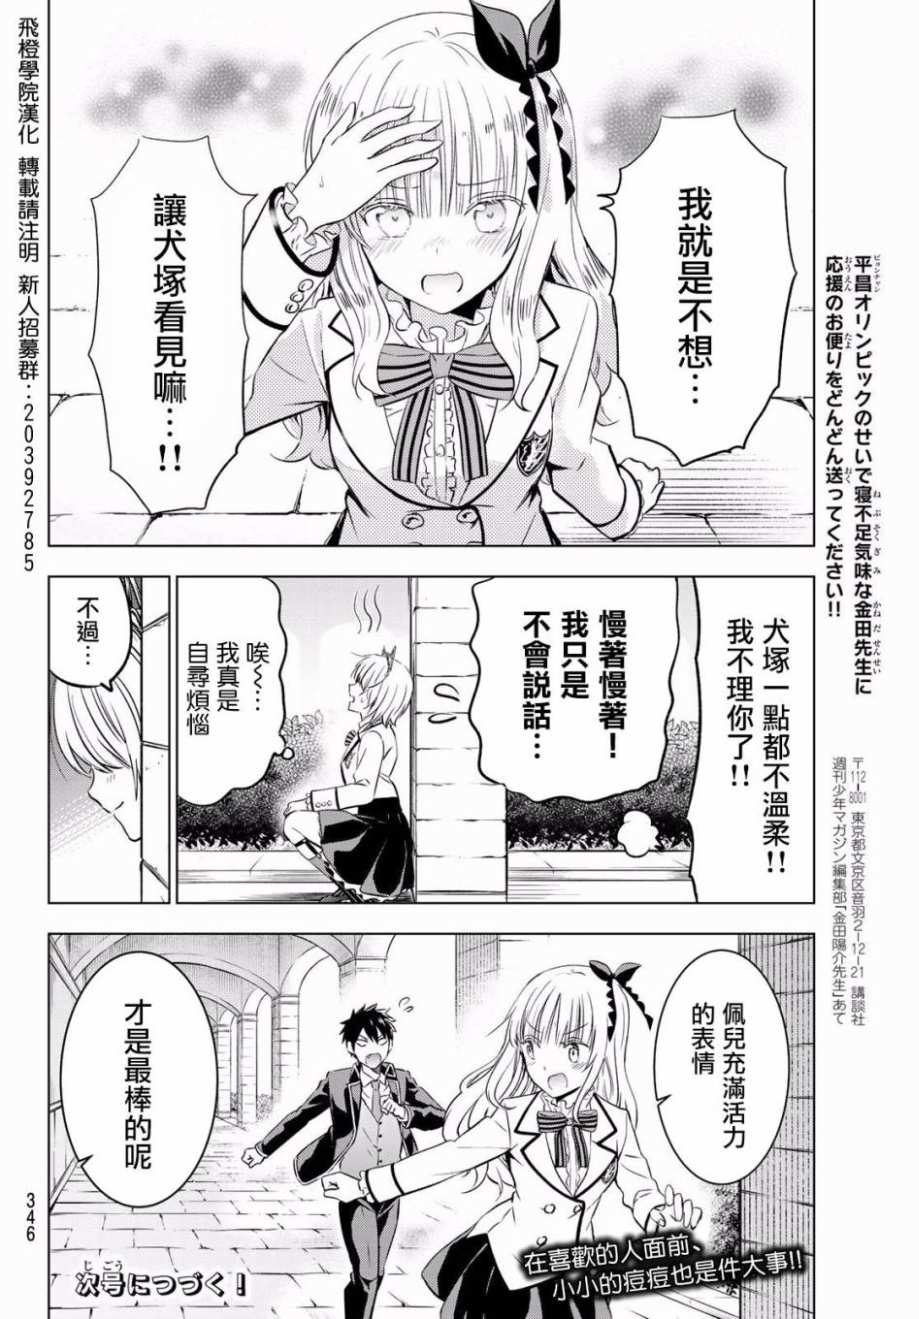 平昌オリンピックのせいで寝不足気味な金田先生に
応援のお便りをどんどん送ってください!!
〒112-8001 東京都文京区音羽2-12-21 講談社
週刊少年マガジン編集部「金田陽介先生」あて
我就是不想…
讓犬塚看見嘛…!!
犬塚一點都不溫柔!!
我不理你了!!
慢著慢著!
我只是
不會説話…
唉~…
我真是
自尋煩惱
不過…
佩兒充滿活力
的表情
才是最棒的呢
在喜歡的人面前、
小小的痘痘也是件大事!!
次号につづく!
346
飛橙學院漢化 轉載請注明 新人招募群:2039278​5